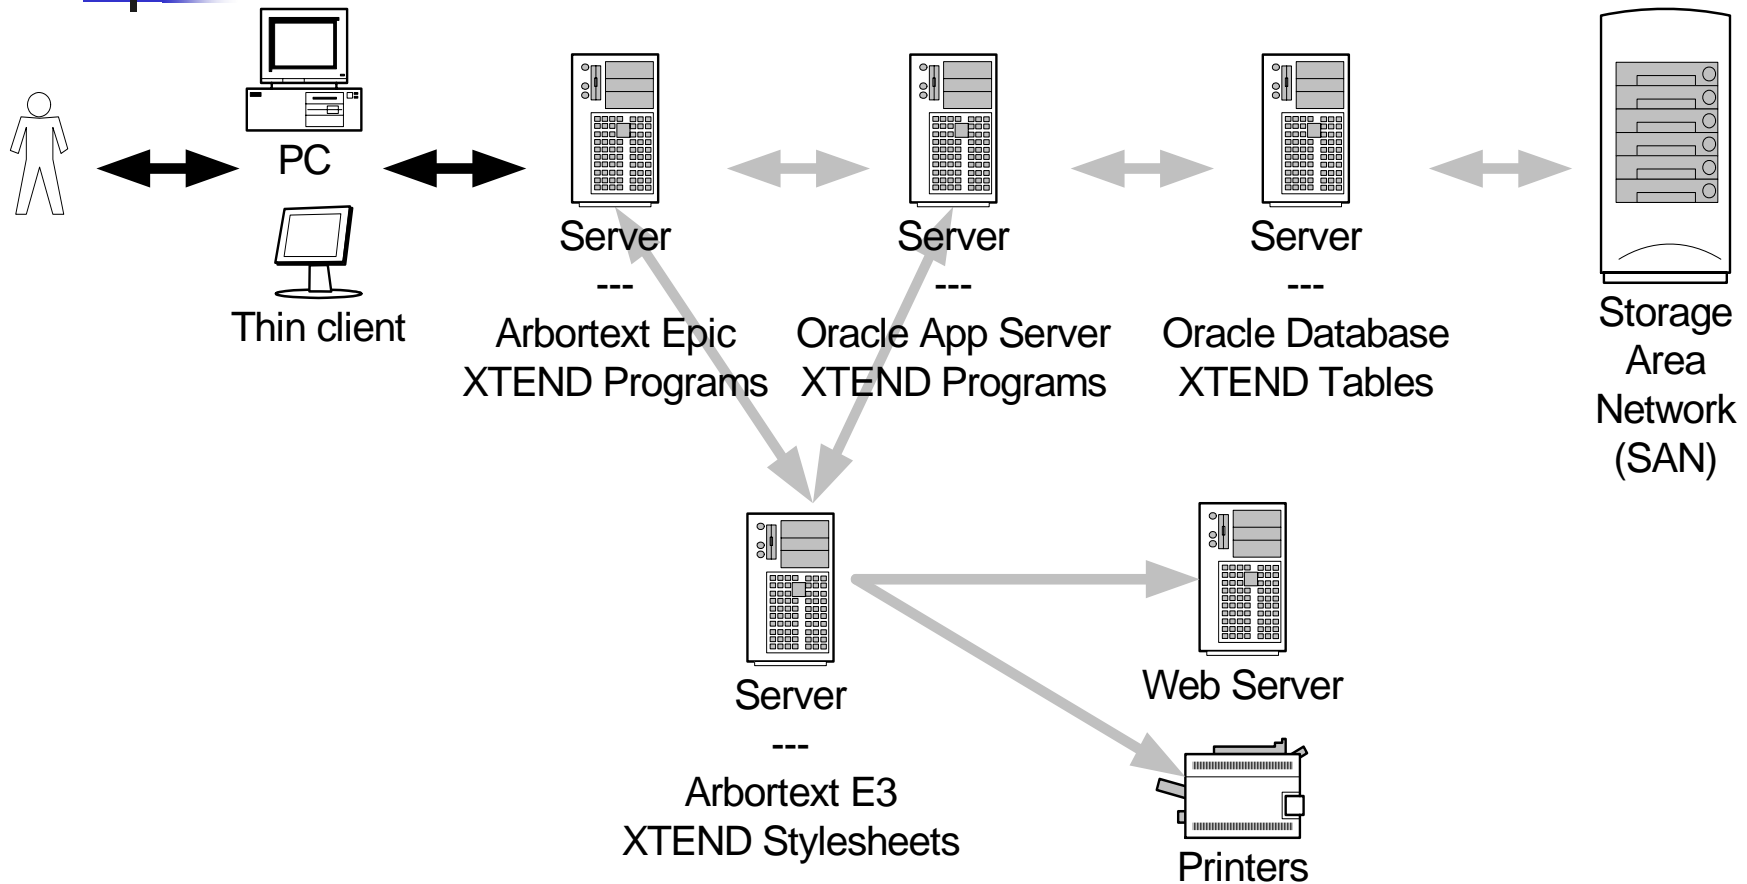 PC
Thin client
Server
---
Arbortext Epic
XTEND Programs
Server
---
Oracle App Server
XTEND Programs
Server
---
Oracle Database
XTEND Tables
Storage
Area
Network
(SAN)
Server
---
Arbortext E3
XTEND Stylesheets
Web Server
Printers